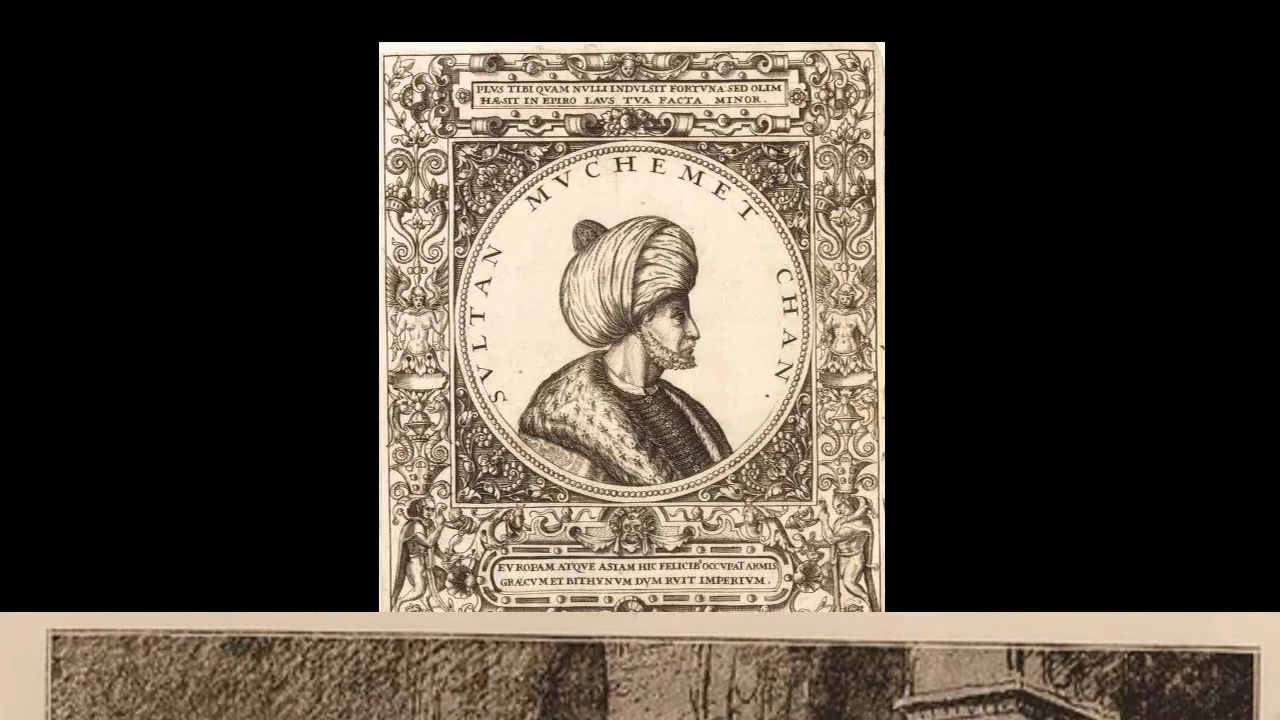 PLVS TIBI QVAM NVLLI INDVLSIT FORTVNA SED OLIM
HÆSIT IN EPIRO LAVS TVA FACTA MINOR.
SVLTAN MVCHEMET CHAN.
EVROPAM ATQVE ASIAM HIC FELICIB' OCCVPAT ARMIS
GRÆCVM ET BITHYNVM DVM RVIT IMPERIVM.